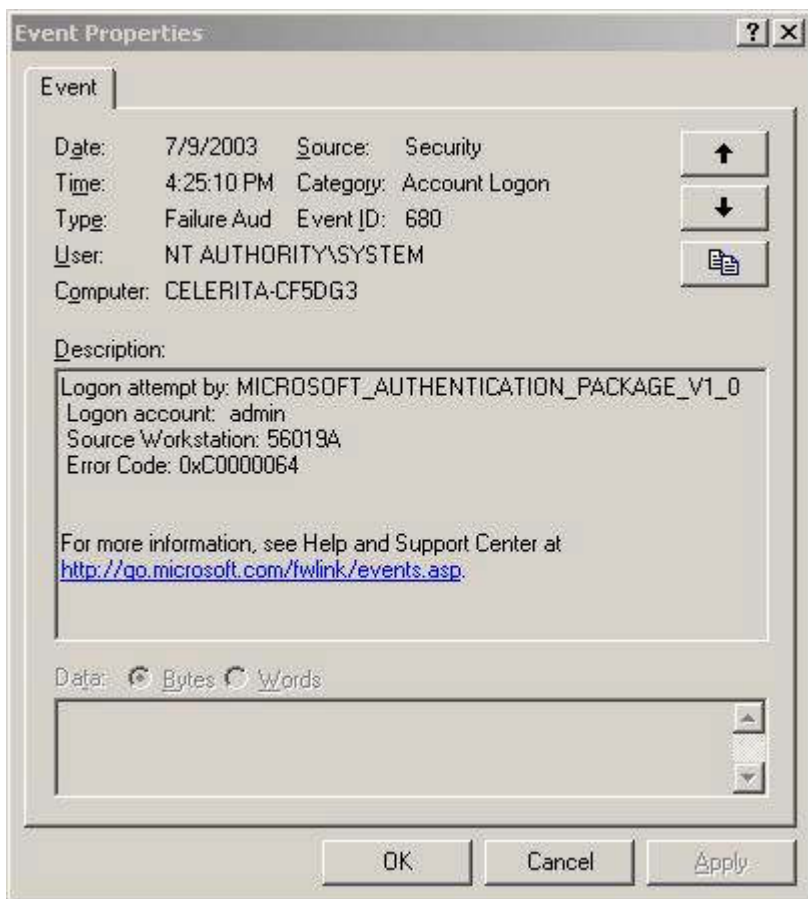 Event Properties
Event
Date: 7/9/2003 Source: Security
Time: 4:25:10 PM Category: Account Logon
Type: Failure Aud Event ID: 680
User: NT AUTHORITY\SYSTEM
Computer: CELERITA-CF5DG3
Description:
Logon attempt by: MICROSOFT_AUTHENTICATION_PACKAGE_V1_0
Logon account: admin
Source Workstation: 56019A
Error Code: 0xC0000064
For more information, see Help and Support Center at
http://go.microsoft.com/fwlink/events.asp.
Data: Bytes Words
OK Cancel Apply